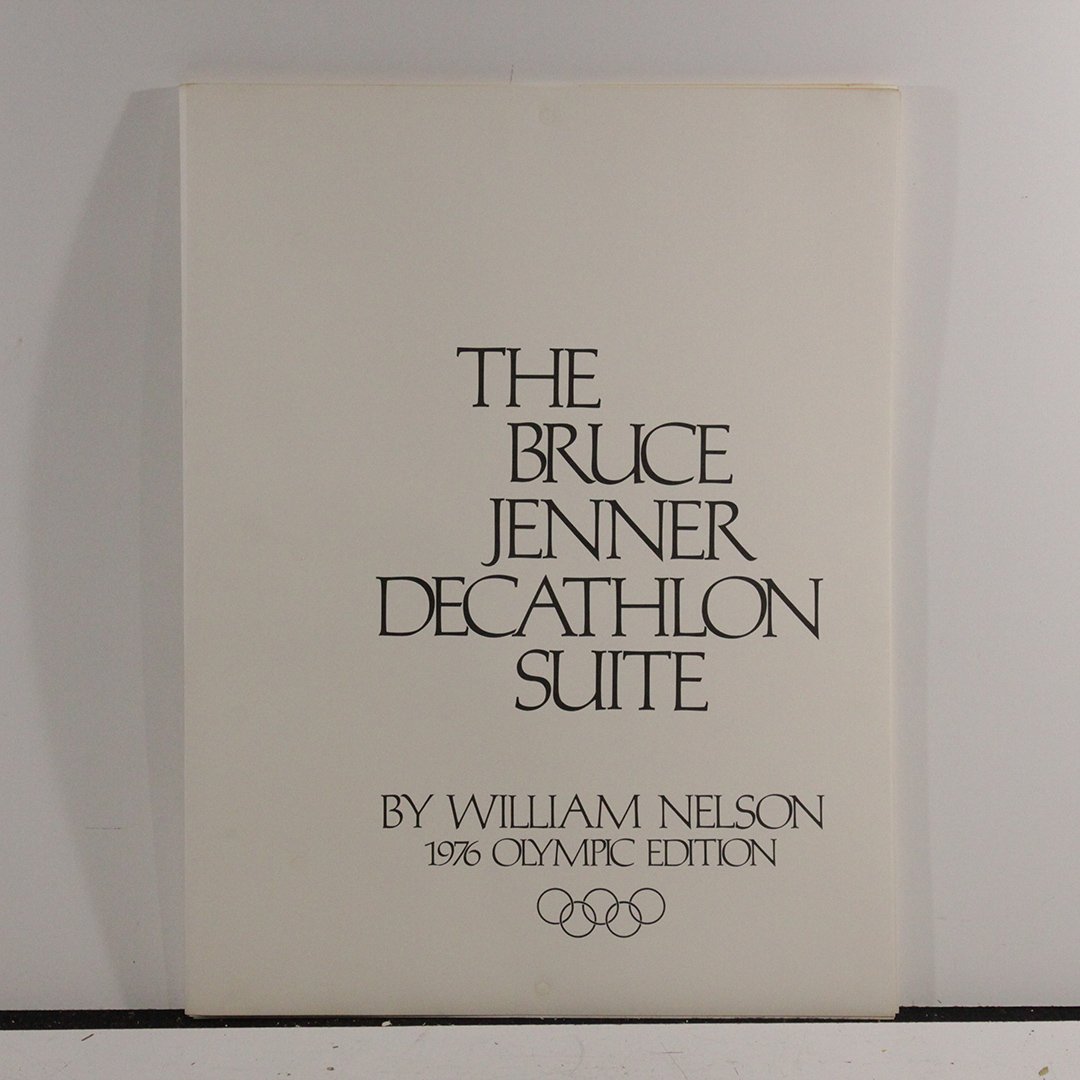 THE
BRUCE
JENNER
DECATHLON
SUITE
BY WILLIAM NELSON
1976 OLYMPIC EDITION